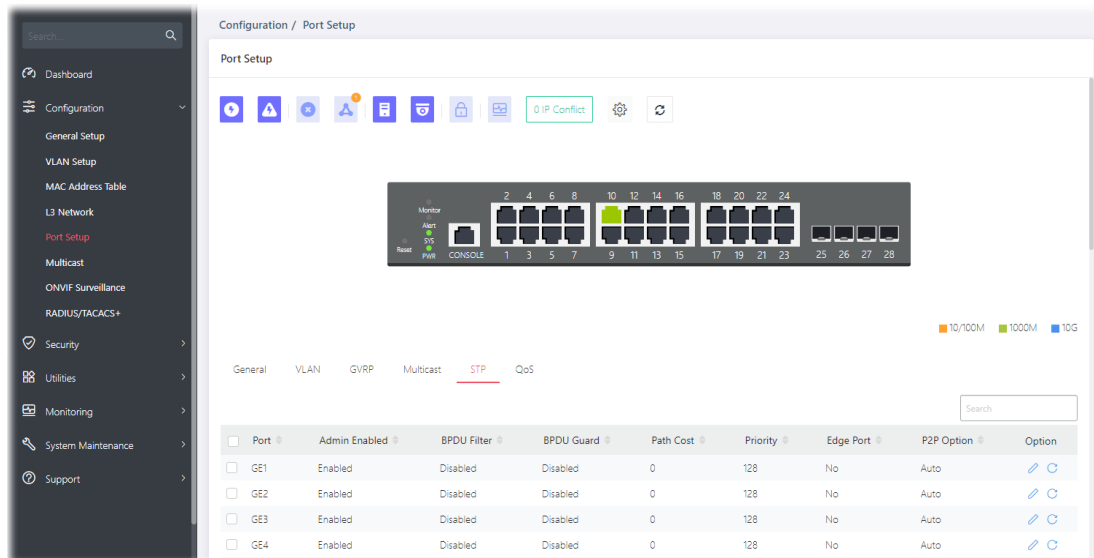 Search...
Dashboard
Configuration
General Setup
VLAN Setup
MAC Address Table
L3 Network
Port Setup
Multicast
ONVIF Surveillance
RADIUS/TACACS+
Security
Utilities
Monitoring
System Maintenance
Support
Configuration / Port Setup
Port Setup
0 IP Conflict
2 4 6 8 10 12 14 16 18 20 22 24
Monitor
Alert
SYS
Reset PWR CONSOLE 1 3 5 7 9 11 13 15 17 19 21 23 25 26 27 28
10/100M 1000M 10G
General VLAN GVRP Multicast STP QoS
Search
Port Admin Enabled BPDU Filter BPDU Guard Path Cost Priority Edge Port P2P Option Option
GE1 Enabled Disabled Disabled 0 128 No Auto
GE2 Enabled Disabled Disabled 0 128 No Auto
GE3 Enabled Disabled Disabled 0 128 No Auto
GE4 Enabled Disabled Disabled 0 128 No Auto